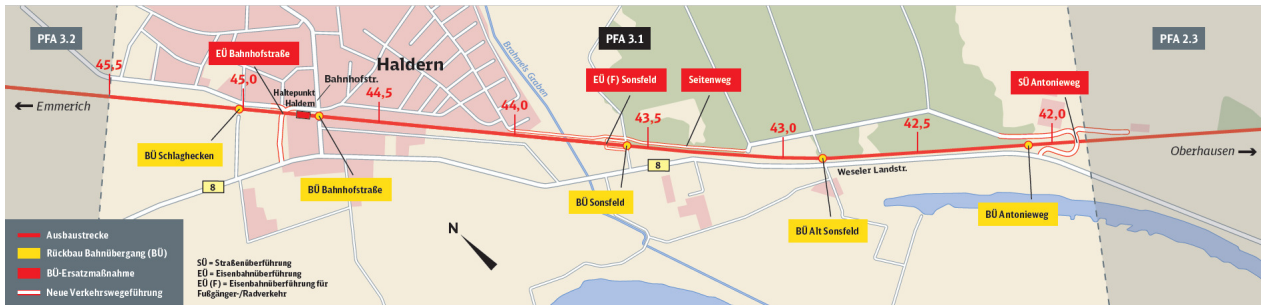 PFA 3.2
PFA 3.1
PFA 2.3
EÜ Bahnhofstraße
45,5
45,0
Haltepunkt
Haldern
Bahnhofstr.
Haldern
44,5
Brahmels Graben
44,0
EÜ (F) Sonsfeld
Seitenweg
43,5
43,0
42,5
SÜ Antonieweg
42,0
← Emmerich
Oberhausen →
BÜ Schlaghecken
8
BÜ Bahnhofstraße
8
BÜ Sonsfeld
Weseler Landstr.
BÜ Alt Sonsfeld
BÜ Antonieweg
N
Ausbaustrecke
Rückbau Bahnübergang (BÜ)
BÜ-Ersatzmaßnahme
Neue Verkehrswegeführung
SÜ = Straßenüberführung
EÜ = Eisenbahnüberführung
EÜ (F) = Eisenbahnüberführung für
Fußgänger-/Radverkehr